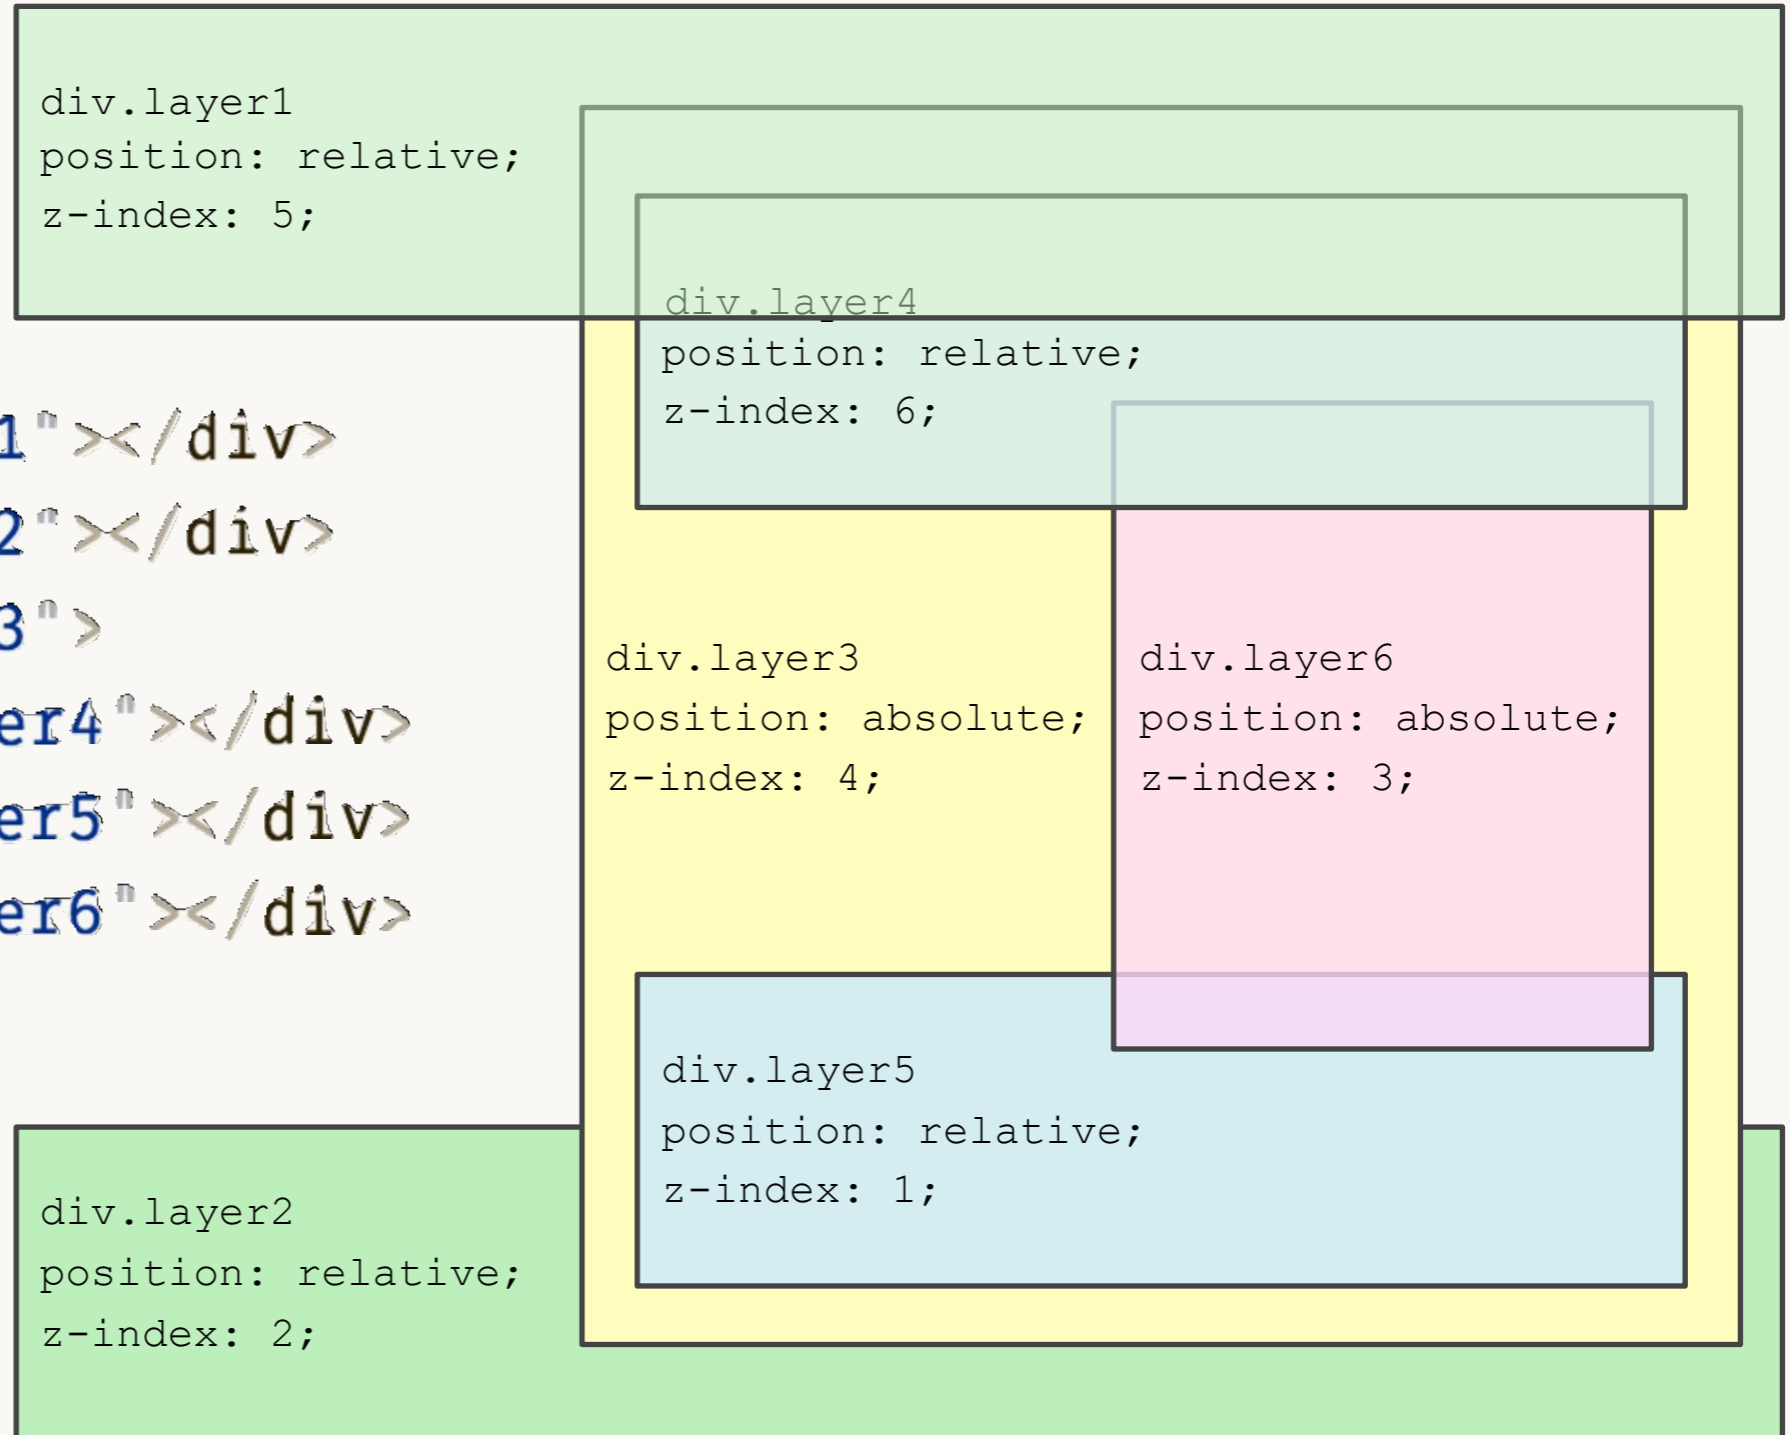 div.layer1
position: relative;
z-index: 5;
div.layer4
position: relative;
z-index: 6;
1"></div>
2"></div>
3">
er4"></div>
er5"></div>
er6"></div>
div.layer3
position: absolute;
z-index: 4;
div.layer6
position: absolute;
z-index: 3;
div.layer5
position: relative;
z-index: 1;
div.layer2
position: relative;
z-index: 2;